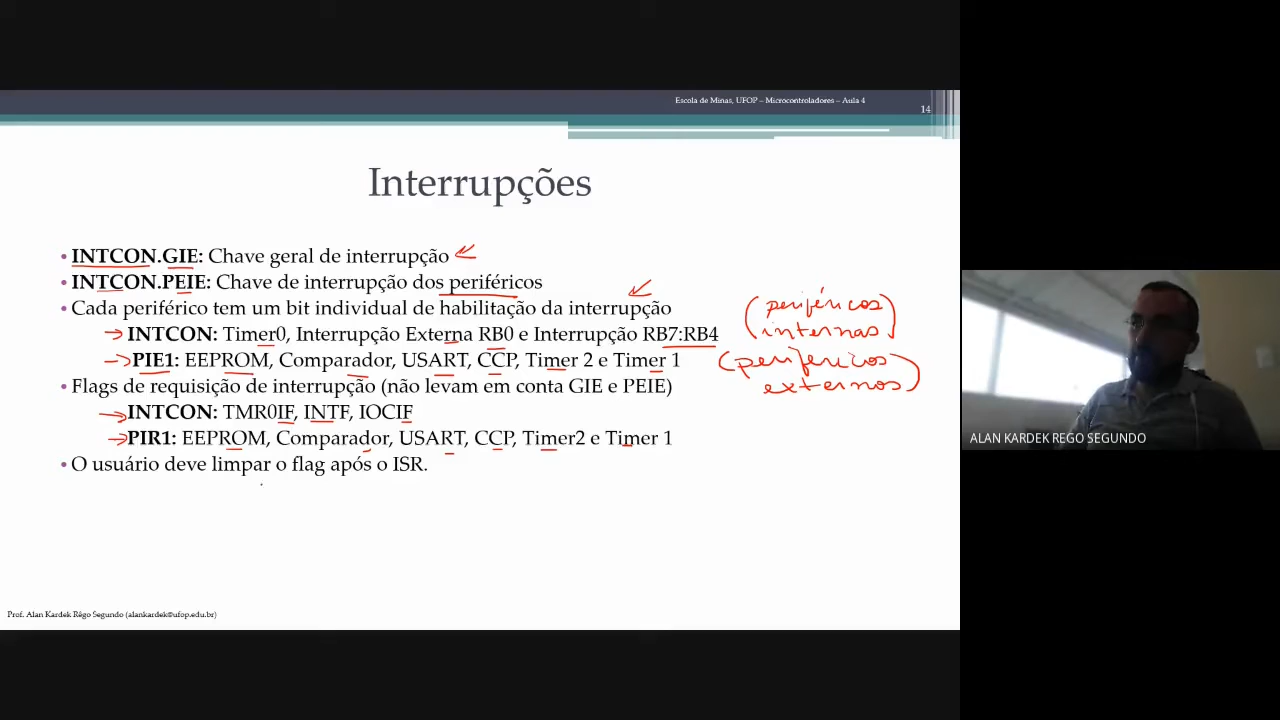 Escola de Minas, UFOP – Microcontroladores – Aula 4
14
Interrupções
• INTCON.GIE: Chave geral de interrupção
• INTCON.PEIE: Chave de interrupção dos periféricos
• Cada periférico tem um bit individual de habilitação da interrupção
INTCON: Timer0, Interrupção Externa RB0 e Interrupção RB7:RB4
(periféricos
internas)
PIE1: EEPROM, Comparador, USART, CCP, Timer 2 e Timer 1
(periféricos
externos)
• Flags de requisição de interrupção (não levam em conta GIE e PEIE)
INTCON: TMR0IF, INTF, IOCIF
PIR1: EEPROM, Comparador, USART, CCP, Timer2 e Timer 1
• O usuário deve limpar o flag após o ISR.
Prof. Alan Kardek Rêgo Segundo (alankardek@ufop.edu.br)
ALAN KARDEK REGO SEGUNDO